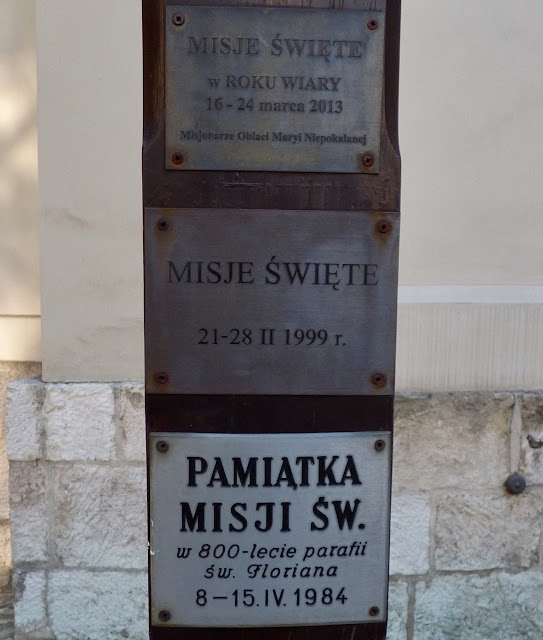 MISJE ŚWIĘTE
w ROKU WIARY
16 - 24 marca 2013
Misjonarze Oblaci Maryi Niepokalanej
MISJE ŚWIĘTE
21-28 II 1999 r.
PAMIĄTKA
MISJI ŚW.
w 800-lecie parafii
św. Floriana
8-15.IV.1984